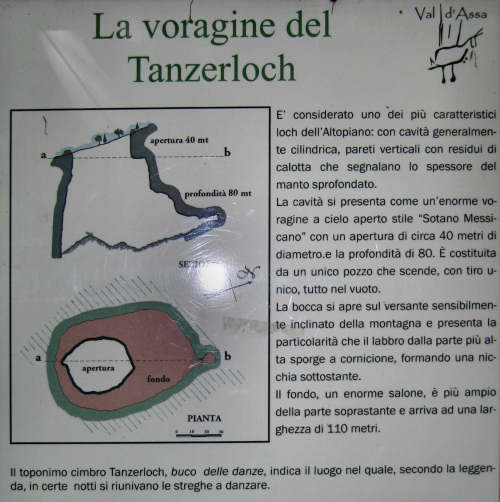 La voragine del
Tanzerloch
Val d'Assa
apertura 40 mt
a
b
profondità 80 mt
N
a
b
apertura
fondo
PIANTA
E' considerato uno dei più caratteristici
loch dell'Altopiano: con cavità generalmen-
te cilindrica, pareti verticali con residui di
calotta che segnalano lo spessore del
manto sprofondato.
La cavità si presenta come un'enorme vo-
ragine a cielo aperto stile “Sotano Messi-
cano” con un apertura di circa 40 metri di
diametro.e la profondità di 80. È costituita
da un unico pozzo che scende, con tiro u-
nico, tutto nel vuoto.
La bocca si apre sul versante sensibilmen-
te inclinato della montagna e presenta la
particolarità che il labbro dalla parte più al-
ta sporge a cornicione, formando una nic-
chia sottostante.
Il fondo, un enorme salone, è più ampio
della parte soprastante e arriva ad una lar-
ghezza di 110 metri.
Il toponimo cimbro Tanzerloch, buco delle danze, indica il luogo nel quale, secondo la leggen-
da, in certe notti si riunivano le streghe a danzare.